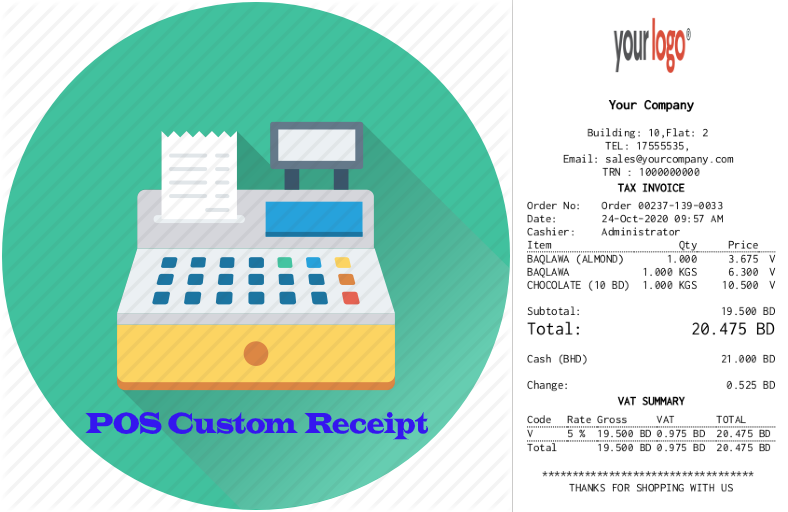 POS Custom Receipt
your logo®
Your Company
Building: 10,Flat: 2
TEL: 17555535,
Email: sales@yourcompany.com
TRN : 1000000000
TAX INVOICE
Order No: Order 00237-139-0033
Date: 24-Oct-2020 09:57 AM
Cashier: Administrator
Item Qty Price
BAQLAWA (ALMOND) 1.000 3.675 V
BAQLAWA 1.000 KGS 6.300 V
CHOCOLATE (10 BD) 1.000 KGS 10.500 V
Subtotal: 19.500 BD
Total: 20.475 BD
Cash (BHD) 21.000 BD
Change: 0.525 BD
VAT SUMMARY
Code Rate Gross VAT TOTAL
V 5 % 19.500 BD 0.975 BD 20.475 BD
Total 19.500 BD 0.975 BD 20.475 BD
***********************************
THANKS FOR SHOPPING WITH US